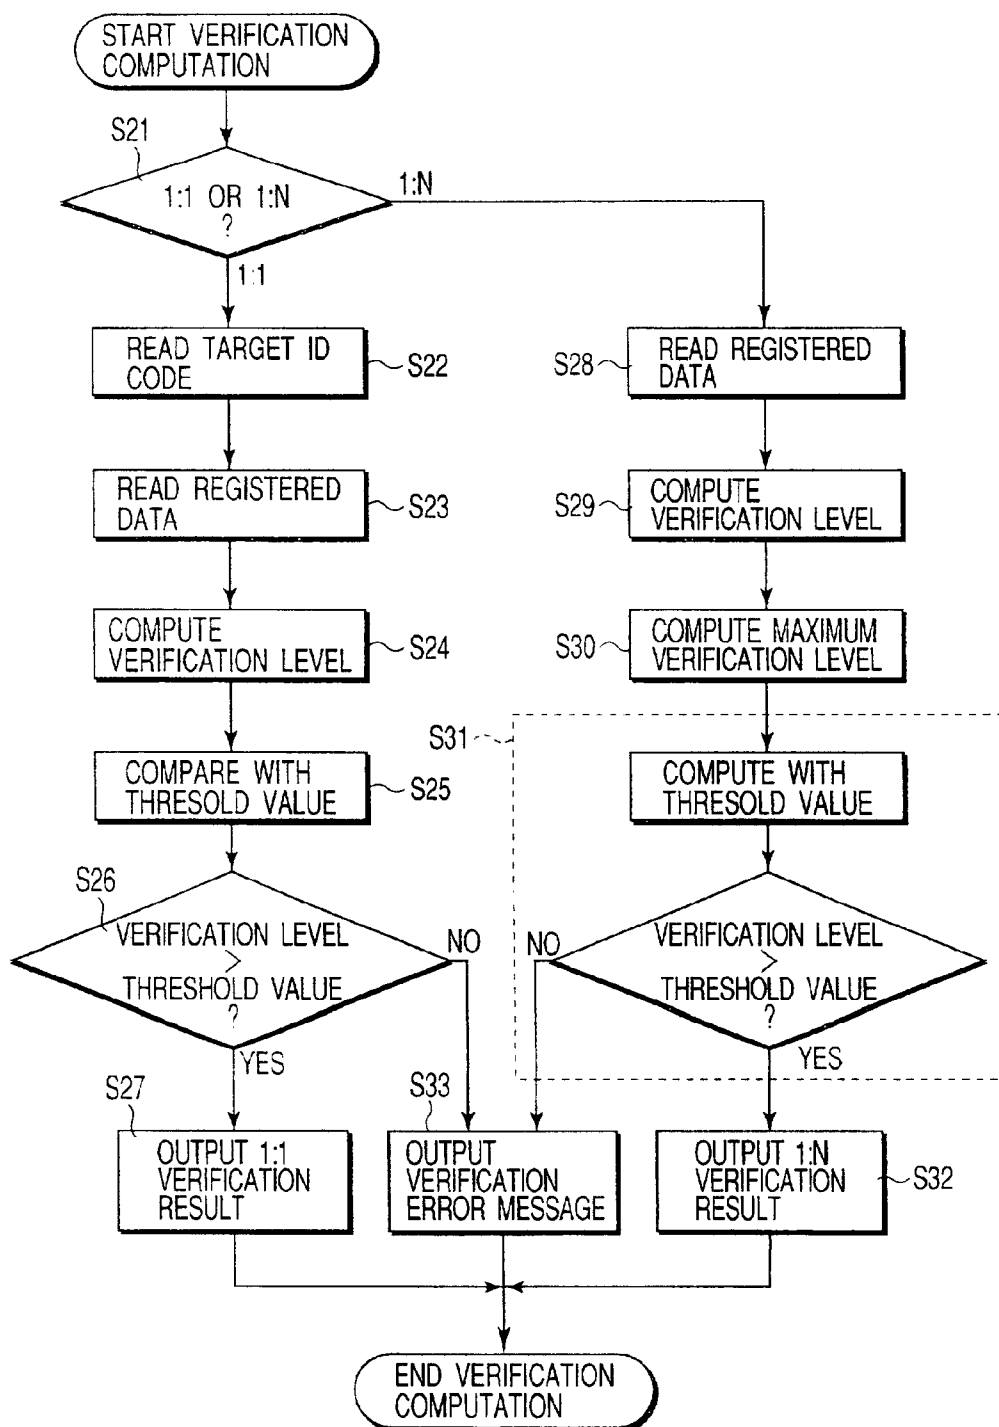 START VERIFICATION
COMPUTATION
S21
1:1 OR 1:N
?
1:N
1:1
READ TARGET ID
CODE
S22
S28
READ REGISTERED
DATA
READ REGISTERED
DATA
S23
S29
COMPUTE
VERIFICATION LEVEL
COMPUTE
VERIFICATION LEVEL
S24
S30
COMPUTE MAXIMUM
VERIFICATION LEVEL
S31
COMPARE WITH
THRESOLD VALUE
S25
COMPUTE WITH
THRESOLD VALUE
S26
VERIFICATION LEVEL
>
THRESHOLD VALUE
?
NO
NO
VERIFICATION LEVEL
>
THRESHOLD VALUE
?
YES
YES
S27
OUTPUT 1:1
VERIFICATION
RESULT
S33
OUTPUT
VERIFICATION
ERROR MESSAGE
OUTPUT 1:N
VERIFICATION
RESULT
S32
END VERIFICATION
COMPUTATION